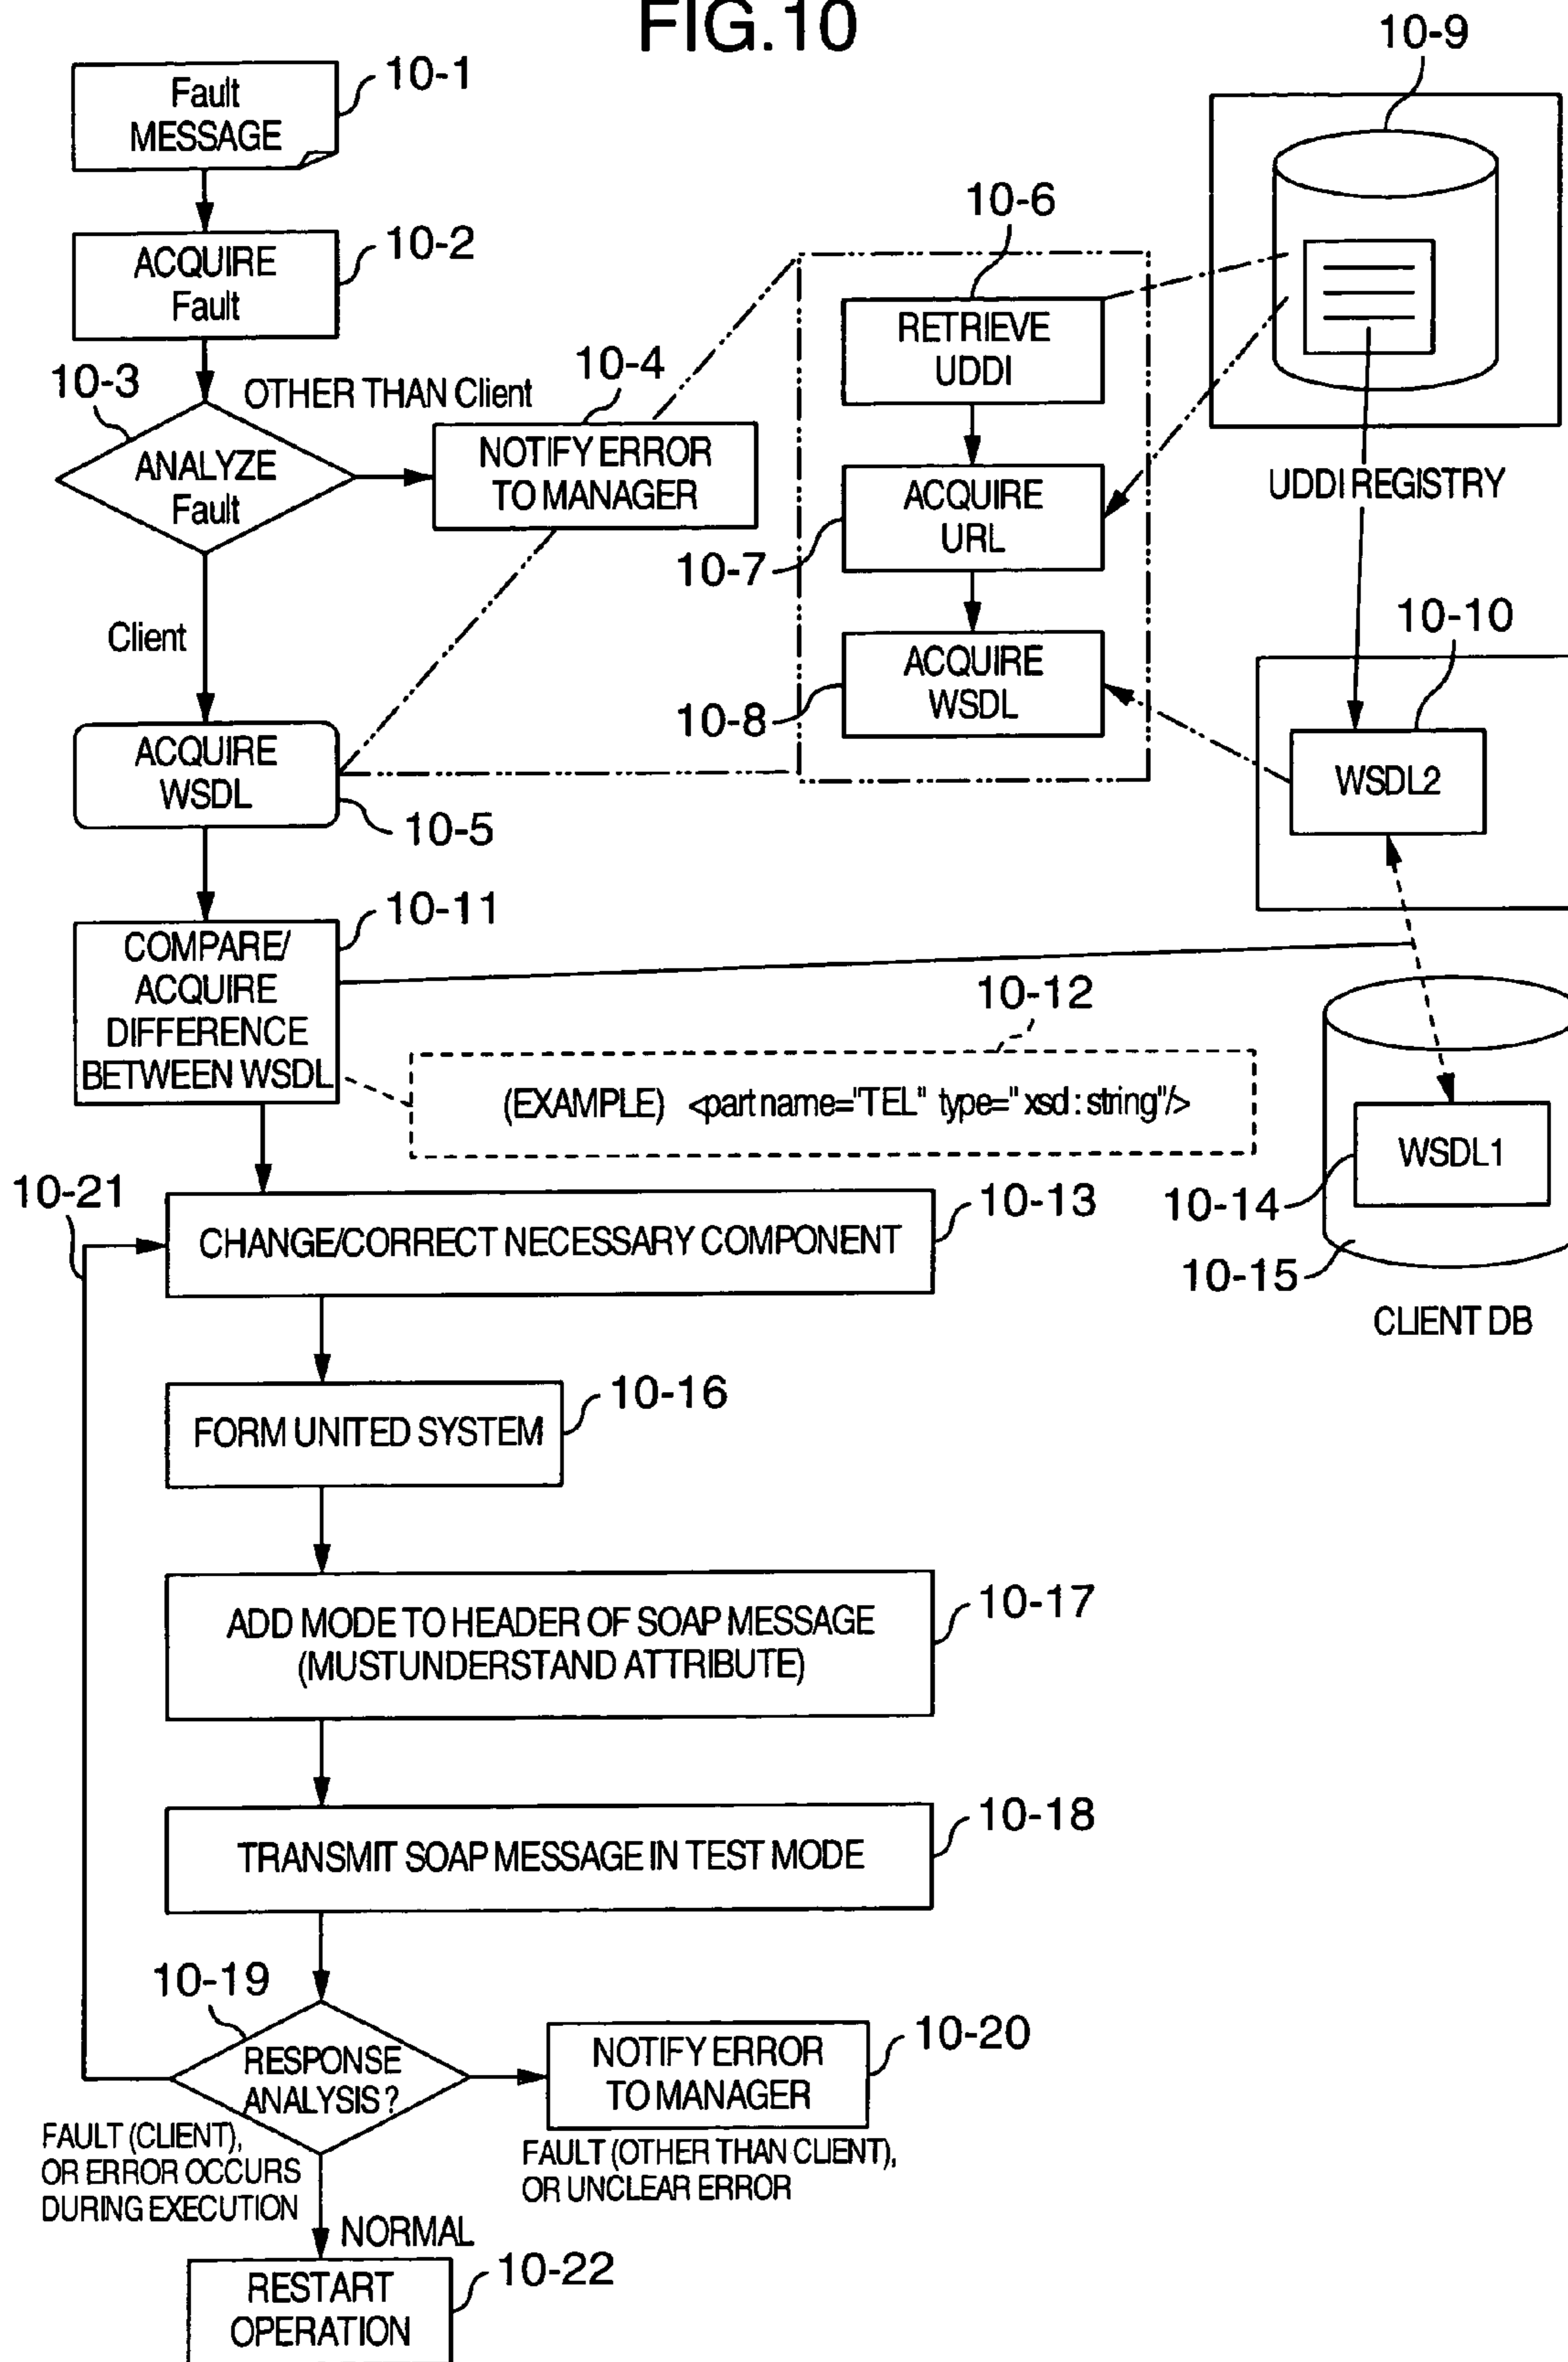 FIG.10
10-1
Fault
MESSAGE
10-2
ACQUIRE
Fault
10-3
OTHER THAN Client
ANALYZE
Fault
10-4
NOTIFY ERROR
TO MANAGER
Client
ACQUIRE
WSDL
10-5
10-6
RETRIEVE
UDDI
ACQUIRE
URL
10-7
ACQUIRE
WSDL
10-8
10-9
UDDI REGISTRY
10-10
WSDL2
10-11
COMPARE/
ACQUIRE
DIFFERENCE
BETWEEN WSDL
10-12
(EXAMPLE) <part name="TEL" type="xsd:string"/>
WSDL1
10-14
10-15
CLIENT DB
10-21
10-13
CHANGE/CORRECT NECESSARY COMPONENT
10-16
FORM UNITED SYSTEM
10-17
ADD MODE TO HEADER OF SOAP MESSAGE
(MUSTUNDERSTAND ATTRIBUTE)
10-18
TRANSMIT SOAP MESSAGE IN TEST MODE
10-19
RESPONSE
ANALYSIS?
10-20
NOTIFY ERROR
TO MANAGER
FAULT (CLIENT),
OR ERROR OCCURS
DURING EXECUTION
FAULT (OTHER THAN CLIENT),
OR UNCLEAR ERROR
NORMAL
10-22
RESTART
OPERATION